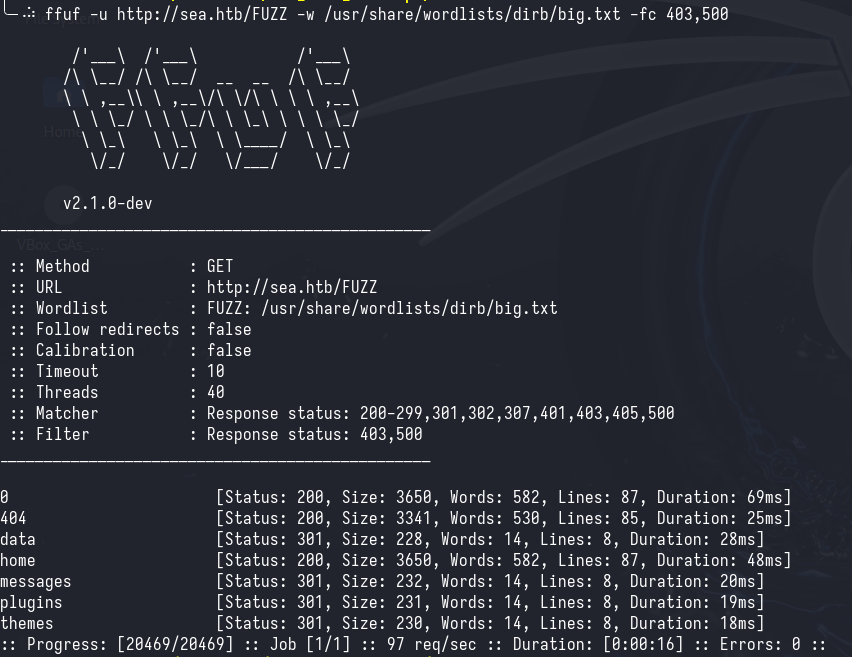 ffuf -u http://sea.htb/FUZZ -w /usr/share/wordlists/dirb/big.txt -fc 403,500
/'___\  /'___\           /'___\
/\ \__/ /\ \__/  __  __  /\ \__/
\ \ ,__\\ \ ,__\/\ \/\ \ \ \ ,__\
\ \ \_/ \ \ \_/\ \ \_\ \ \ \ \_/
\ \_\   \ \_\  \ \____/  \ \_\
\/_/    \/_/   \/___/    \/_/
v2.1.0-dev
________________________________________________
:: Method           : GET
:: URL              : http://sea.htb/FUZZ
:: Wordlist         : FUZZ: /usr/share/wordlists/dirb/big.txt
:: Follow redirects : false
:: Calibration      : false
:: Timeout          : 10
:: Threads          : 40
:: Matcher          : Response status: 200-299,301,302,307,401,403,405,500
:: Filter           : Response status: 403,500
________________________________________________
0                       [Status: 200, Size: 3650, Words: 582, Lines: 87, Duration: 69ms]
404                     [Status: 200, Size: 3341, Words: 530, Lines: 85, Duration: 25ms]
data                    [Status: 301, Size: 228, Words: 14, Lines: 8, Duration: 28ms]
home                    [Status: 200, Size: 3650, Words: 582, Lines: 87, Duration: 48ms]
messages                [Status: 301, Size: 232, Words: 14, Lines: 8, Duration: 20ms]
plugins                 [Status: 301, Size: 231, Words: 14, Lines: 8, Duration: 19ms]
themes                  [Status: 301, Size: 230, Words: 14, Lines: 8, Duration: 18ms]
:: Progress: [20469/20469] :: Job [1/1] :: 97 req/sec :: Duration: [0:00:16] :: Errors: 0 ::
Home
VBox_GAs_...